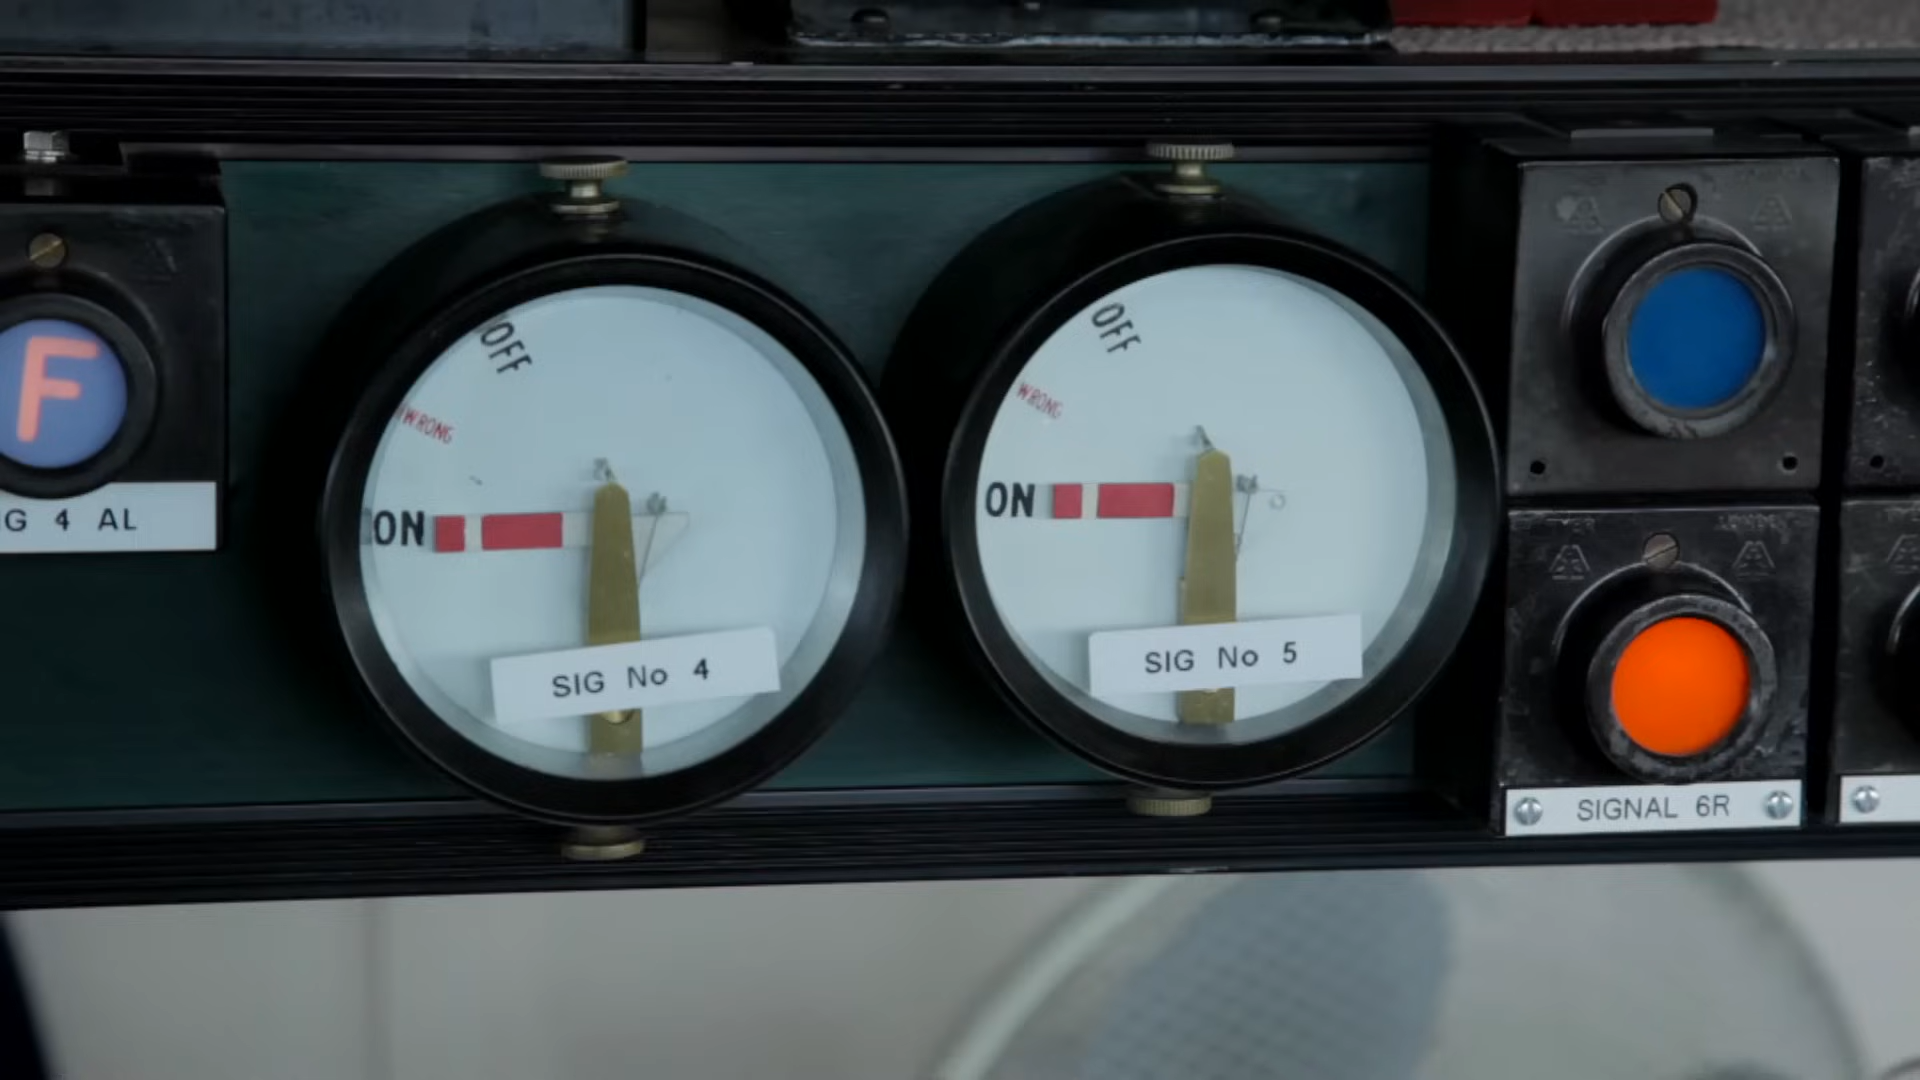 F
G 4 AL
OFF
WRONG
ON
SIG No 4
OFF
WRONG
ON
SIG No 5
SIGNAL 6R